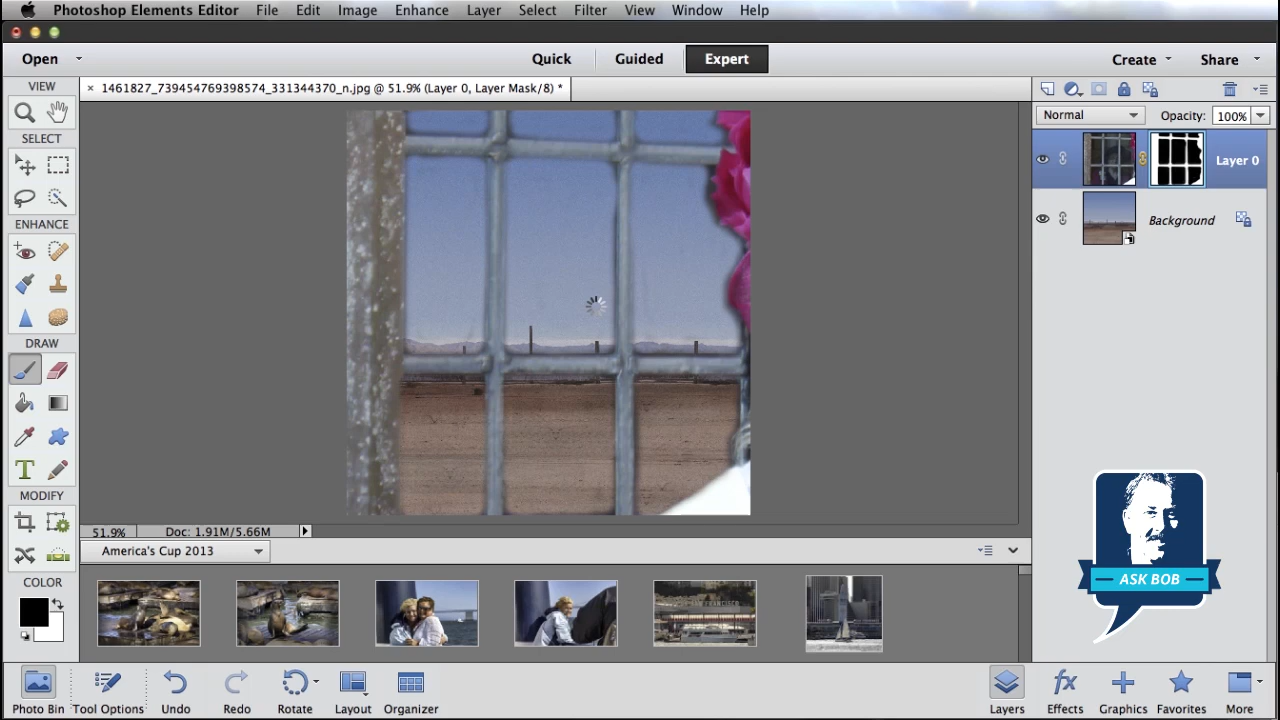 Photoshop Elements Editor File Edit Image Enhance Layer Select Filter View Window Help
Open Quick Guided Expert Create Share
VIEW
× 1461827_739454769398574_331344370_n.jpg @ 51.9% (Layer 0, Layer Mask/8) *
Normal Opacity: 100%
SELECT
Layer 0
Background
ENHANCE
DRAW
T
MODIFY
51.9% Doc: 1.91M/5.66M
America's Cup 2013
COLOR
ASK BOB
SAN FRANCISCO
fx
Photo Bin Tool Options Undo Redo Rotate Layout Organizer Layers Effects Graphics Favorites More